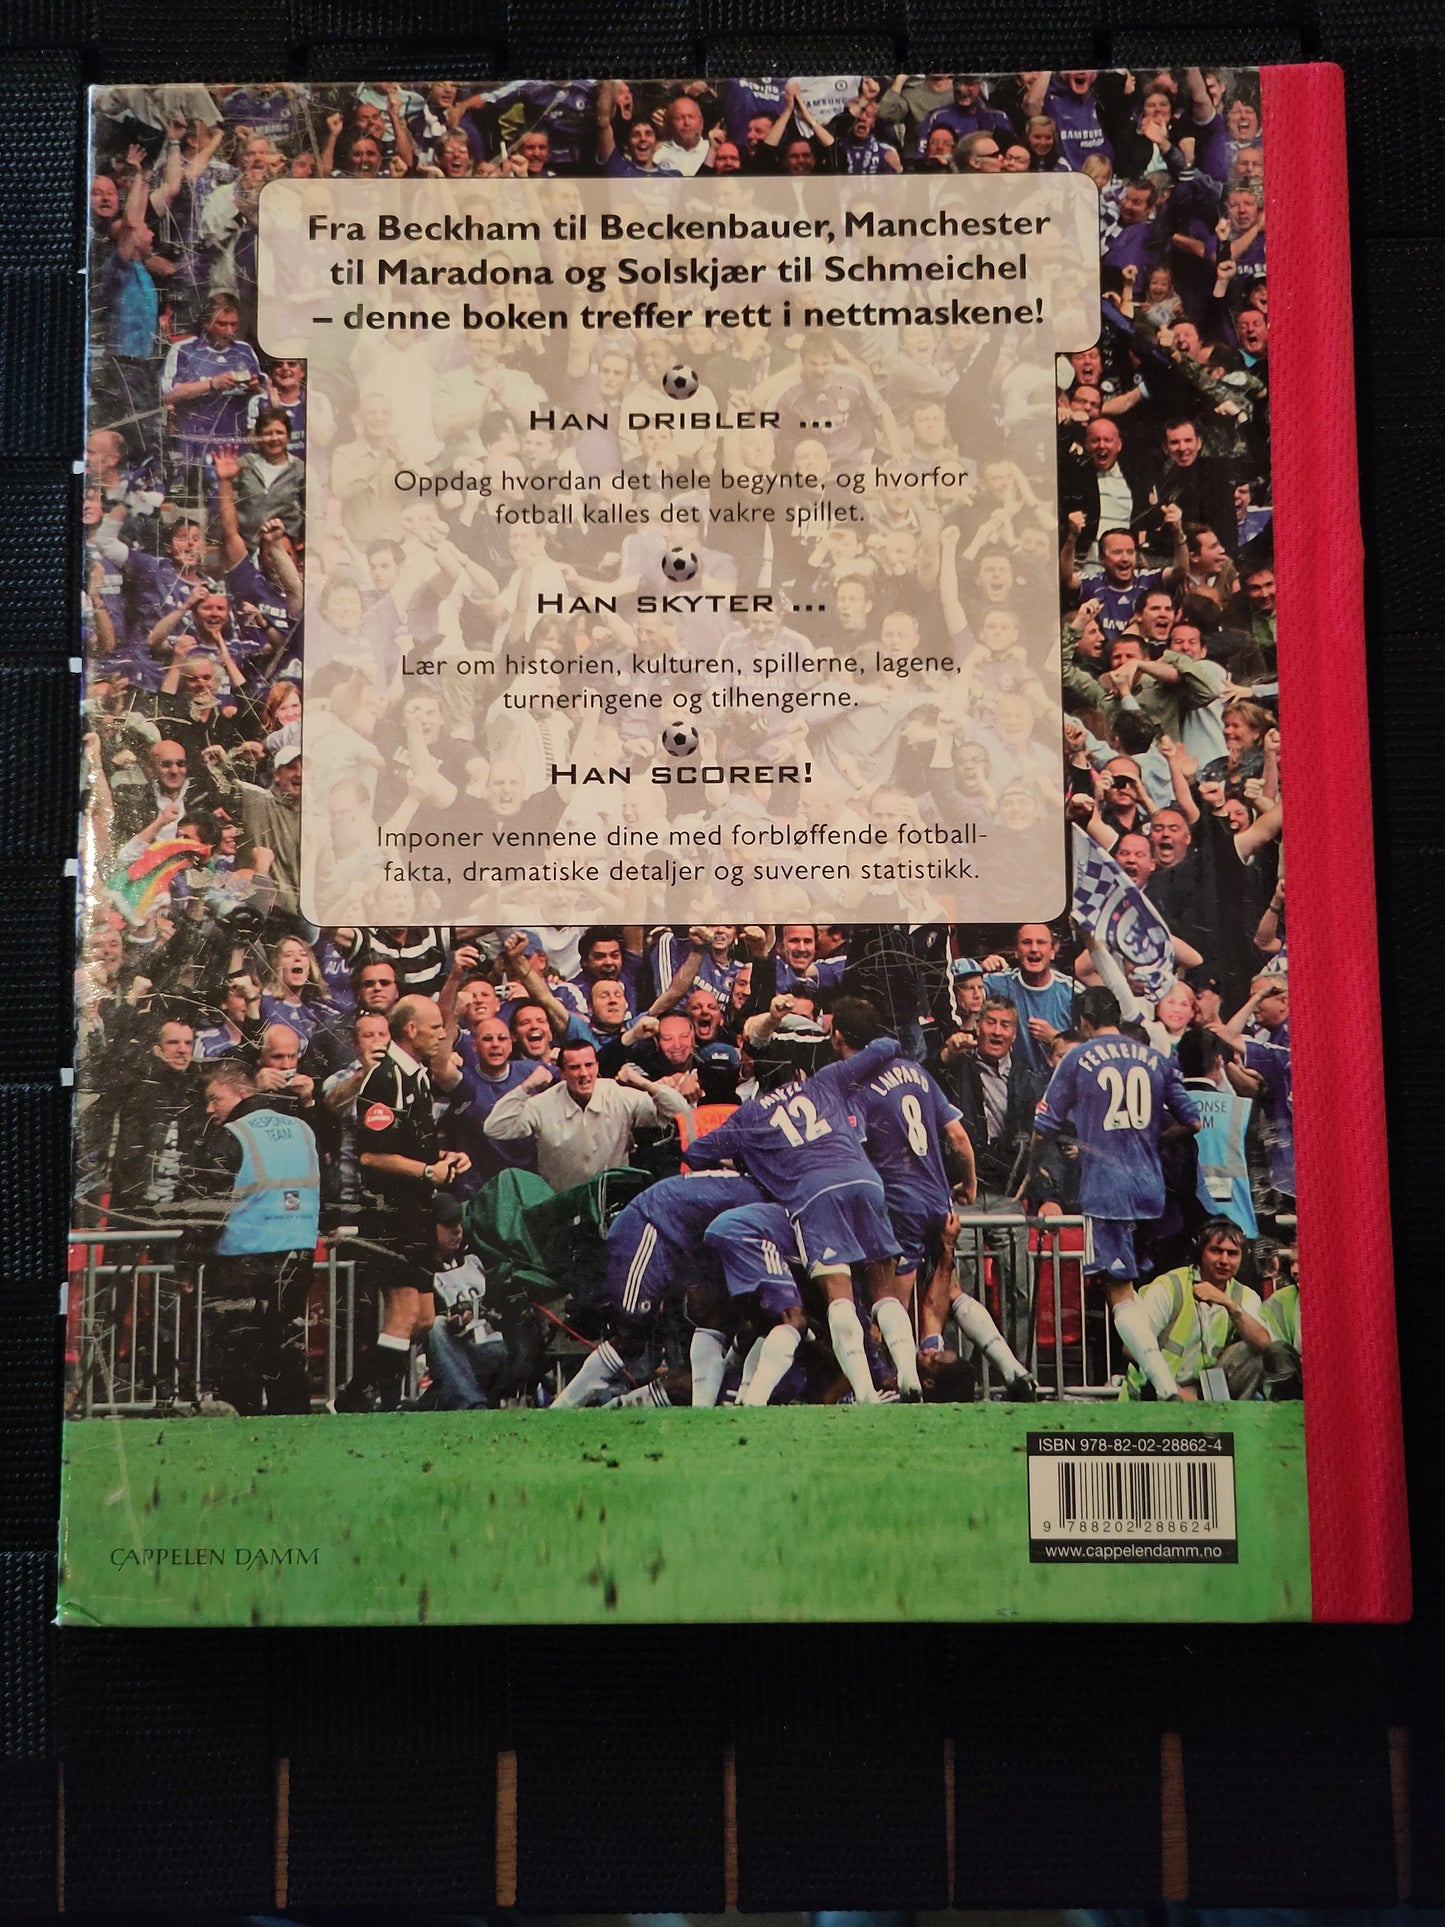 Fra Beckham til Beckenbauer, Manchester
til Maradona og Solskjær til Schmeichel
– denne boken treffer rett i nettmaskene!
HAN DRIBLER ...
Oppdag hvordan det hele begynte, og hvorfor
fotball kalles det vakre spillet.
HAN SKYTER ...
Lær om historien, kulturen, spillerne, lagene,
turneringene og tilhengerne.
HAN SCORER!
Imponer vennene dine med forbløffende fotball-
fakta, dramatiske detaljer og suveren statistikk.
RESPONSE
TEAM
MIKEL
12
LAMPARD
8
FERREIRA
20
ISBN 978-82-02-28862-4
9 788202 288624
www.cappelendamm.no
CAPPELEN DAMM